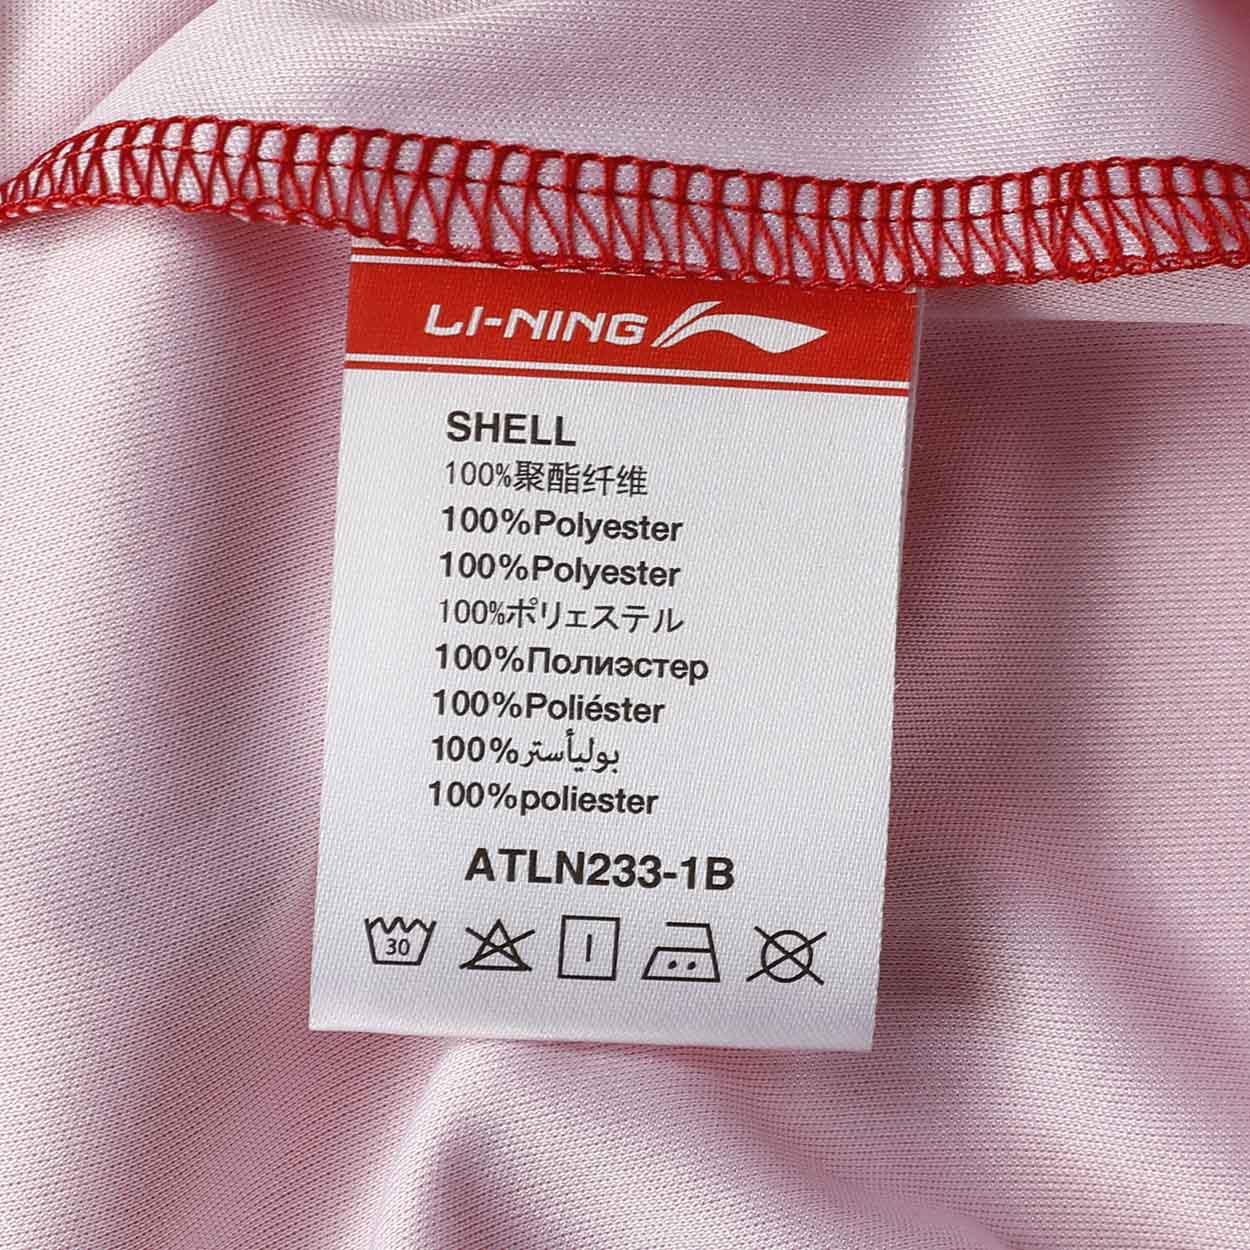 LI-NING
SHELL
100%聚酯纤维
100%Polyester
100%Polyester
100%ポリェステル
100%Полиэстер
100%Poliéster
100%بوليأستر
100%poliester
ATLN233-1B
30